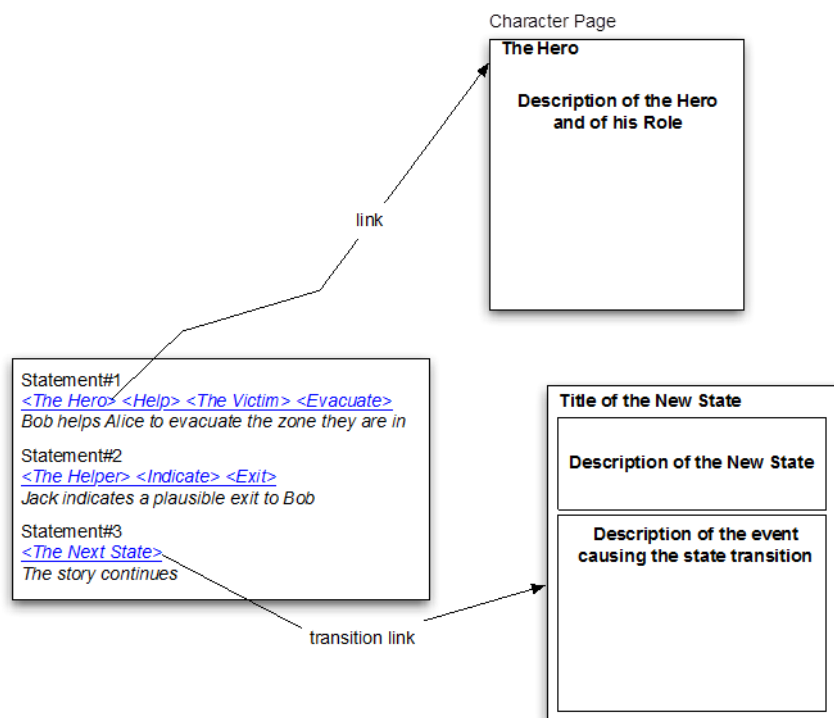 Character Page
The Hero
Description of the Hero
and of his Role
link
Statement#1
<The Hero> <Help> <The Victim> <Evacuate>
Bob helps Alice to evacuate the zone they are in
Statement#2
<The Helper> <Indicate> <Exit>
Jack indicates a plausible exit to Bob
Statement#3
<The Next State>
The story continues
transition link
Title of the New State
Description of the New State
Description of the event
causing the state transition